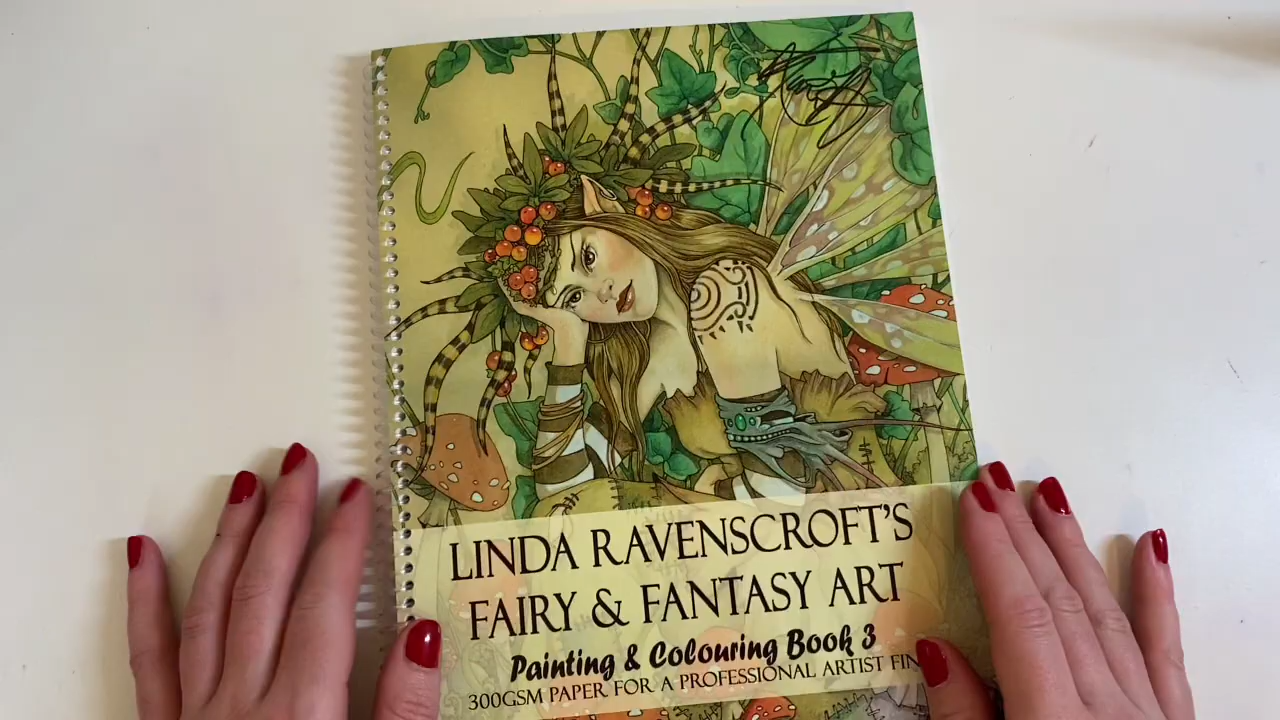 LINDA RAVENSCROFT'S
FAIRY & FANTASY ART
Painting & Colouring Book 3
300GSM PAPER FOR A PROFESSIONAL ARTIST